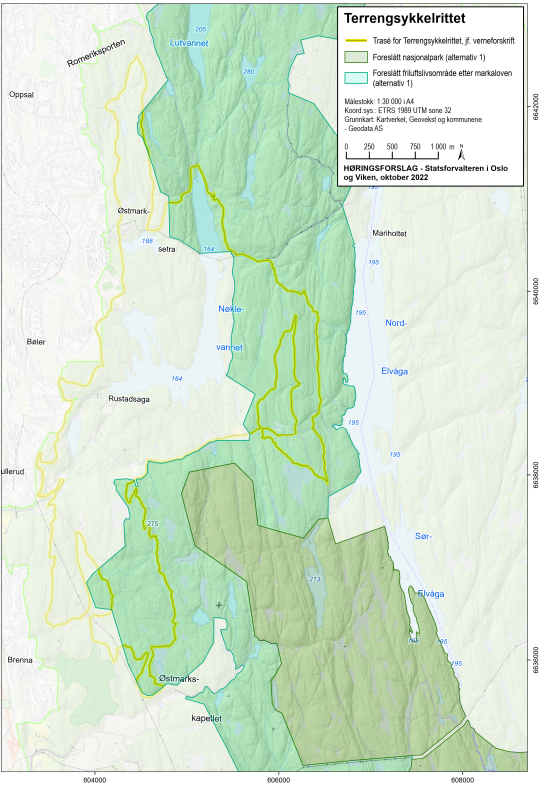 Terrengsykkelrittet
Trasé for Terrengsykkelrittet, jf. verneforskrift
Foreslått nasjonalpark (alternativ 1)
Foreslått friluftslivsområde etter markaloven
(alternativ 1)
Målestokk: 1:30 000 i A4
Koord.sys.: ETRS 1989 UTM sone 32
Grunnkart: Kartverket, Geovekst og kommunene
- Geodata AS
0 250 500 750 1 000 m N
HØRINGSFORSLAG - Statsforvalteren i Oslo
og Viken, oktober 2022
205
Lutvannet
Romeriksporten
280
Oppsal
6642000
195
Østmark-
188
setra
164
Mariholtet
195
6640000
Nøkle-
vannet
195
Nord-
Bøler
Elvåga
164
Rustadsaga
195
195
ullerud
6638000
275
Sør-
213
Elvåga
195
195
195
Brenna
Østmarks-
kapellet
6636000
604000
606000
608000